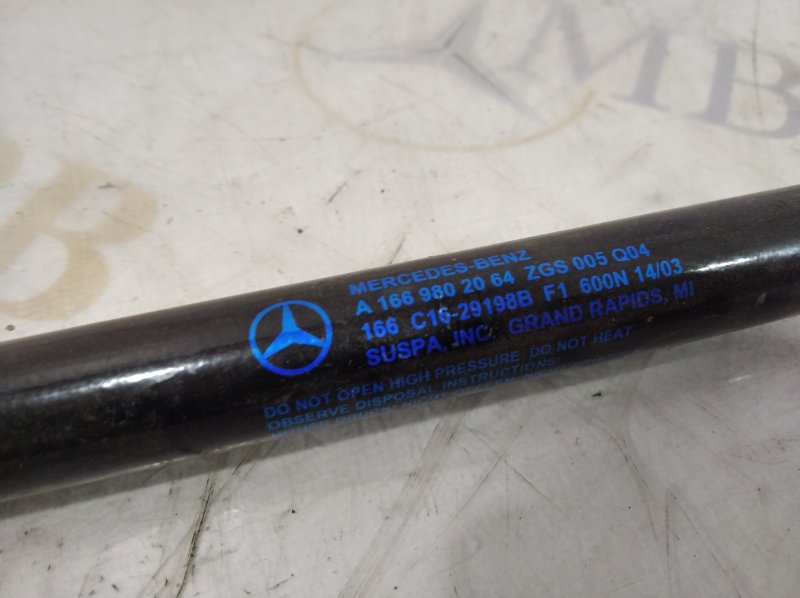 MB
B
MERCEDES-BENZ
A 166 980 20 64 ZGS 005 Q04
166 C16-29198B F1 600N 14/03
SUSPA, INC. GRAND RAPIDS, MI
DO NOT OPEN HIGH PRESSURE DO NOT HEAT
OBSERVE DISPOSAL INSTRUCTIONS